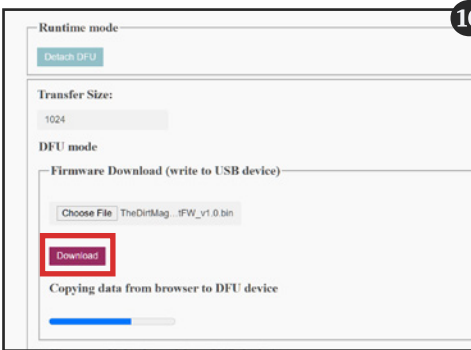 10
Runtime mode
Detach DFU
Transfer Size:
1024
DFU mode
Firmware Download (write to USB device)
Choose File TheDirtMag...tFW_v1.0.bin
Download
Copying data from browser to DFU device